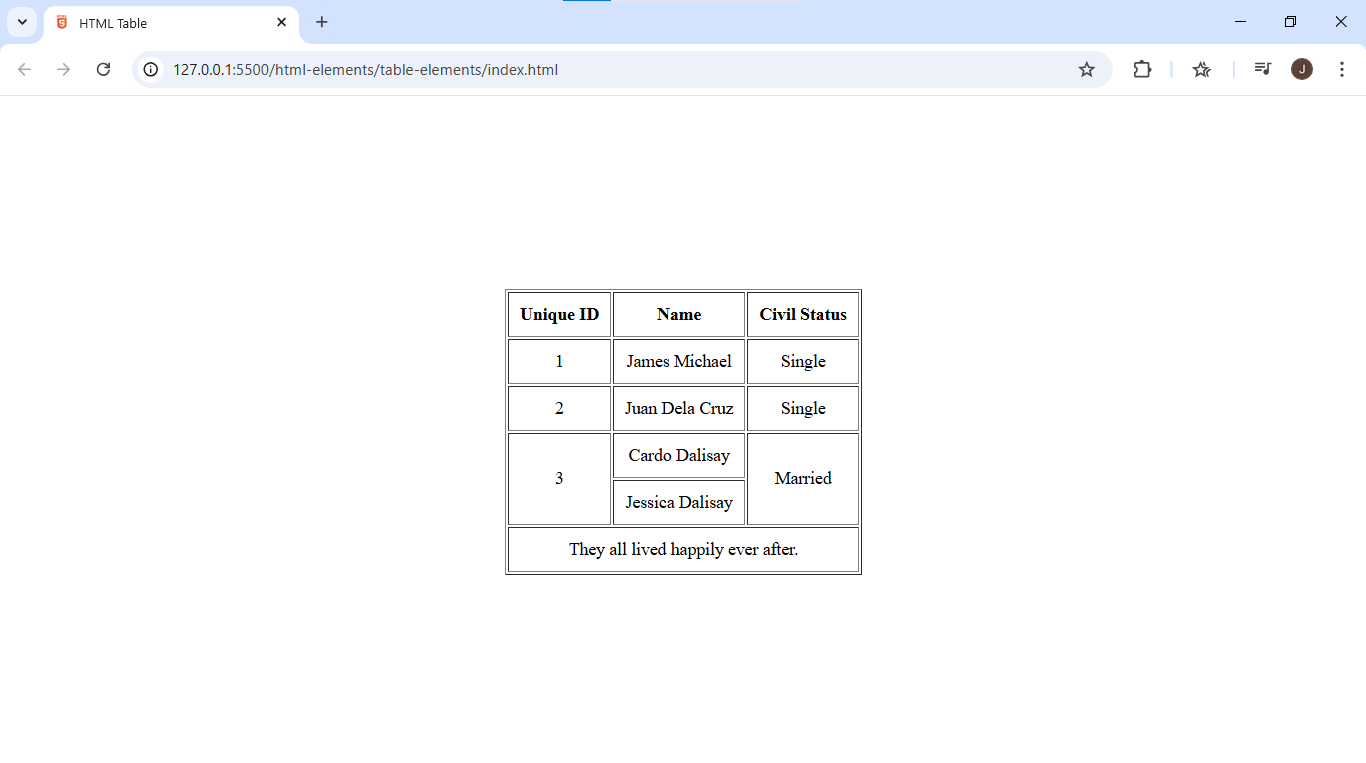 HTML Table
127.0.0.1:5500/html-elements/table-elements/index.html
J
Unique ID Name Civil Status
1 James Michael Single
2 Juan Dela Cruz Single
Cardo Dalisay
3 Married
Jessica Dalisay
They all lived happily ever after.